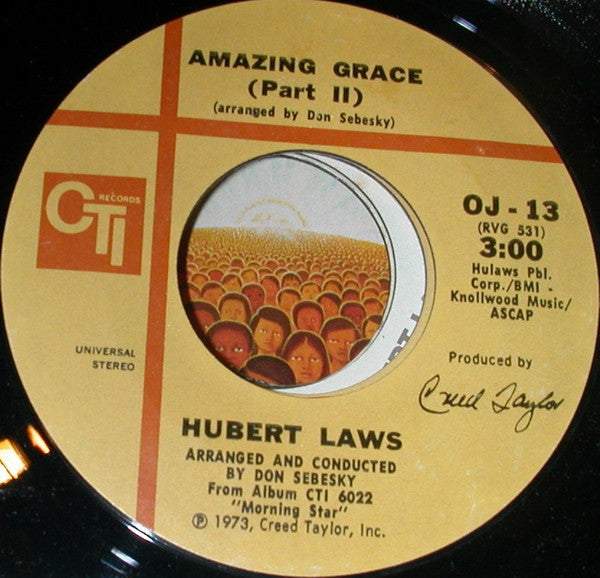 AMAZING GRACE
(Part II)
(arranged by Don Sebesky)
CTI
RECORDS
UNIVERSAL
STEREO
OJ - 13
(RVG 531)
3:00
Hulaws Pbl.
Corp./BMI -
Knollwood Music/
ASCAP
Produced by
Creed Taylor
HUBERT LAWS
ARRANGED AND CONDUCTED
BY DON SEBESKY
From Album CTI 6022
"Morning Star"
℗ 1973, Creed Taylor, Inc.